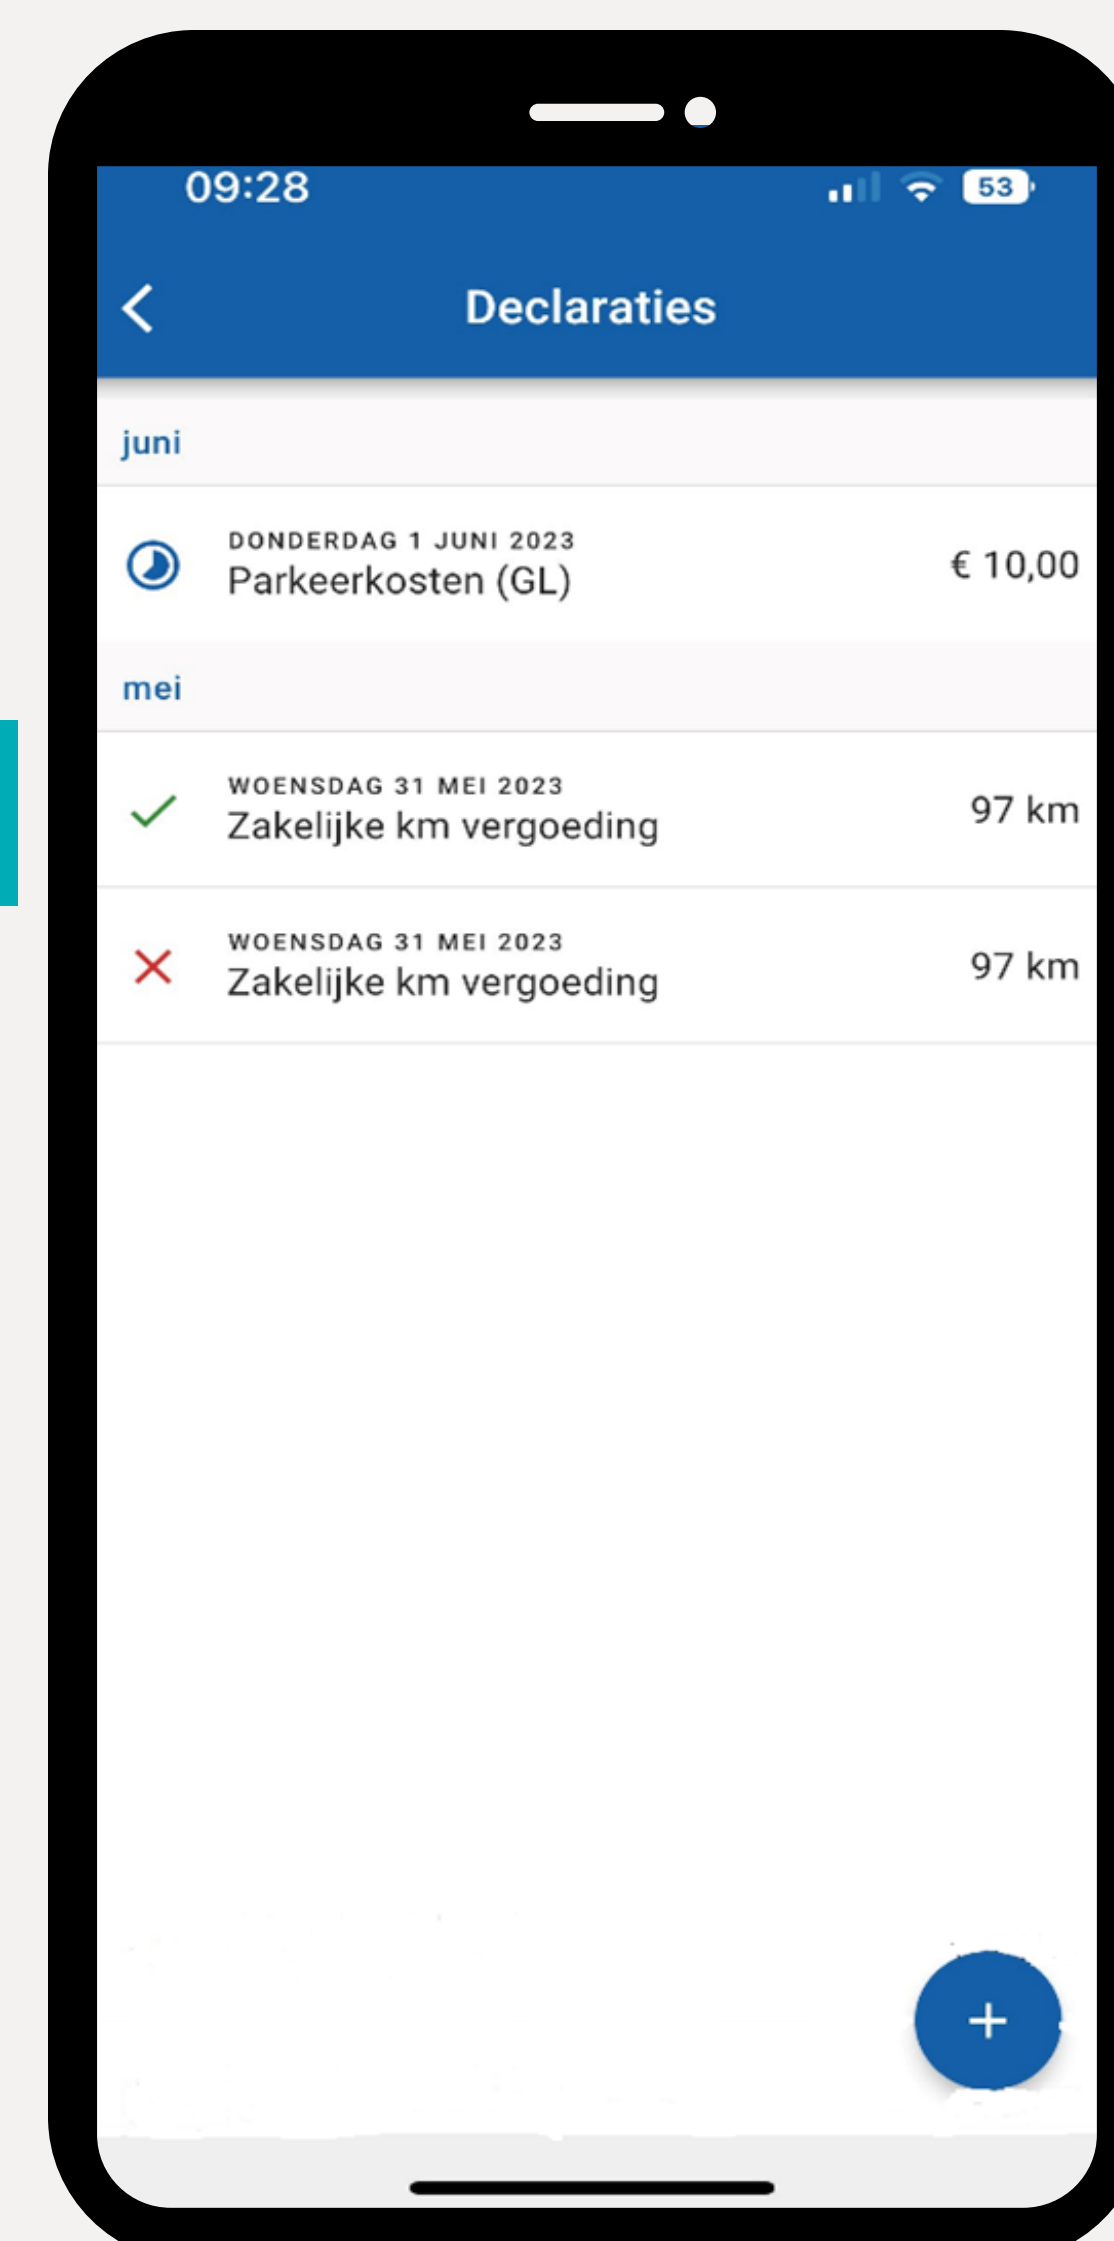 09:28
53
Declaraties
juni
DONDERDAG 1 JUNI 2023
Parkeerkosten (GL)
€ 10,00
mei
WOENSDAG 31 MEI 2023
Zakelijke km vergoeding
97 km
WOENSDAG 31 MEI 2023
Zakelijke km vergoeding
97 km
+